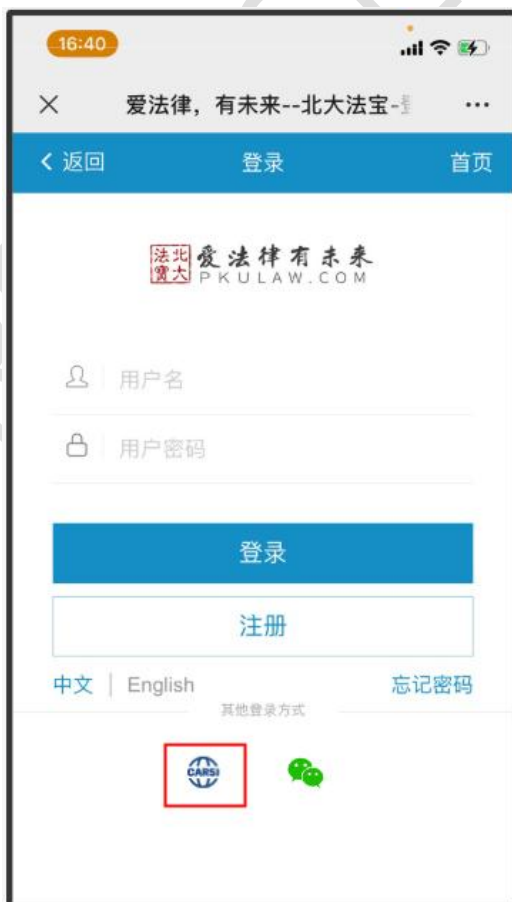 16:40
爱法律，有未来--北大法宝-
返回
登录
首页
北大法寶
爱法律有未来
PKULAW.COM
用户名
用户密码
登录
注册
中文 | English
忘记密码
其他登录方式
CARSI